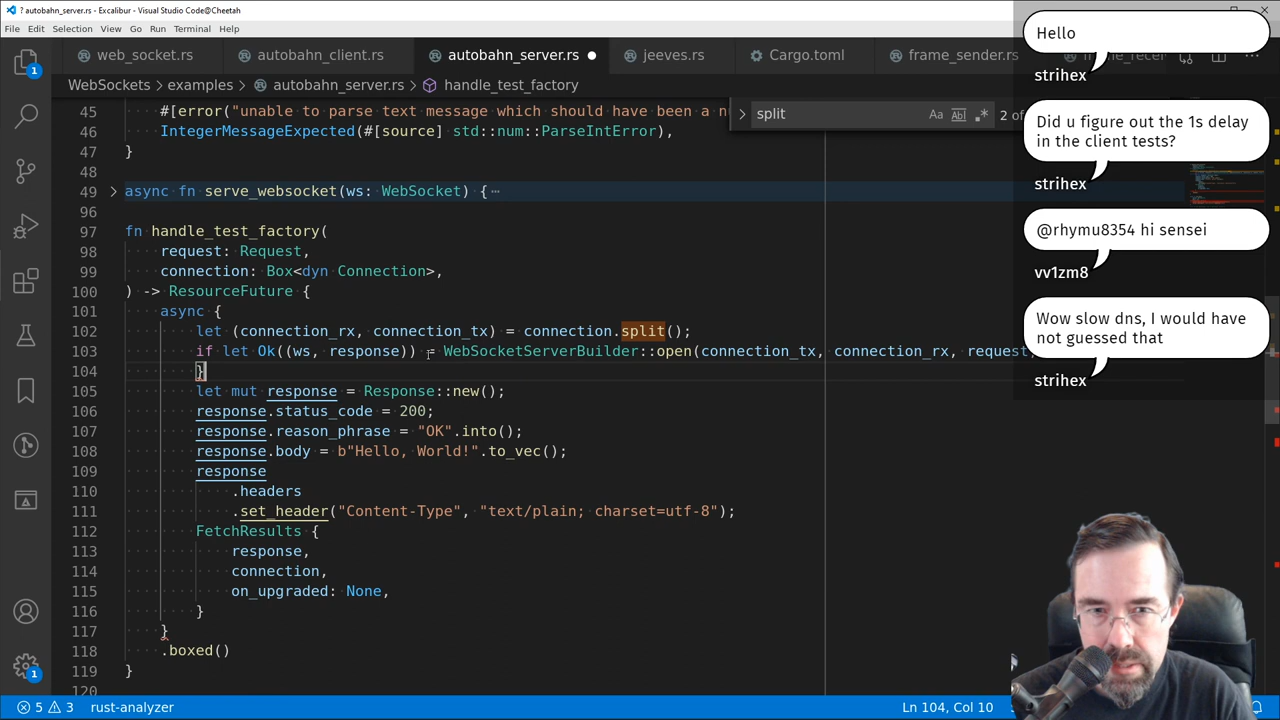 ? autobahn_server.rs - Excalibur - Visual Studio Code@Cheetah
File Edit Selection View Go Run Terminal Help
web_socket.rs autobahn_client.rs autobahn_server.rs jeeves.rs Cargo.toml frame_sender.rs
WebSockets > examples > autobahn_server.rs > handle_test_factory
split
Aa Abl .* 2 of
45 #[error("unable to parse text message which should have been a n
46 IntegerMessageExpected(#[source] std::num::ParseIntError),
47 }
48
49 async fn serve_websocket(ws: WebSocket) {⋯
96
97 fn handle_test_factory(
98 request: Request,
99 connection: Box<dyn Connection>,
100 ) -> ResourceFuture {
101 async {
102 let (connection_rx, connection_tx) = connection.split();
103 if let Ok((ws, response)) = WebSocketServerBuilder::open(connection_tx, connection_rx, request
104 }
105 let mut response = Response::new();
106 response.status_code = 200;
107 response.reason_phrase = "OK".into();
108 response.body = b"Hello, World!".to_vec();
109 response
110 .headers
111 .set_header("Content-Type", "text/plain; charset=utf-8");
112 FetchResults {
113 response,
114 connection,
115 on_upgraded: None,
116 }
117 }
118 .boxed()
119 }
120
Hello
strihex
Did u figure out the 1s delay
in the client tests?
strihex
@rhymu8354 hi sensei
vv1zm8
Wow slow dns, I would have
not guessed that
strihex
1
1
5 3 rust-analyzer Ln 104, Col 10